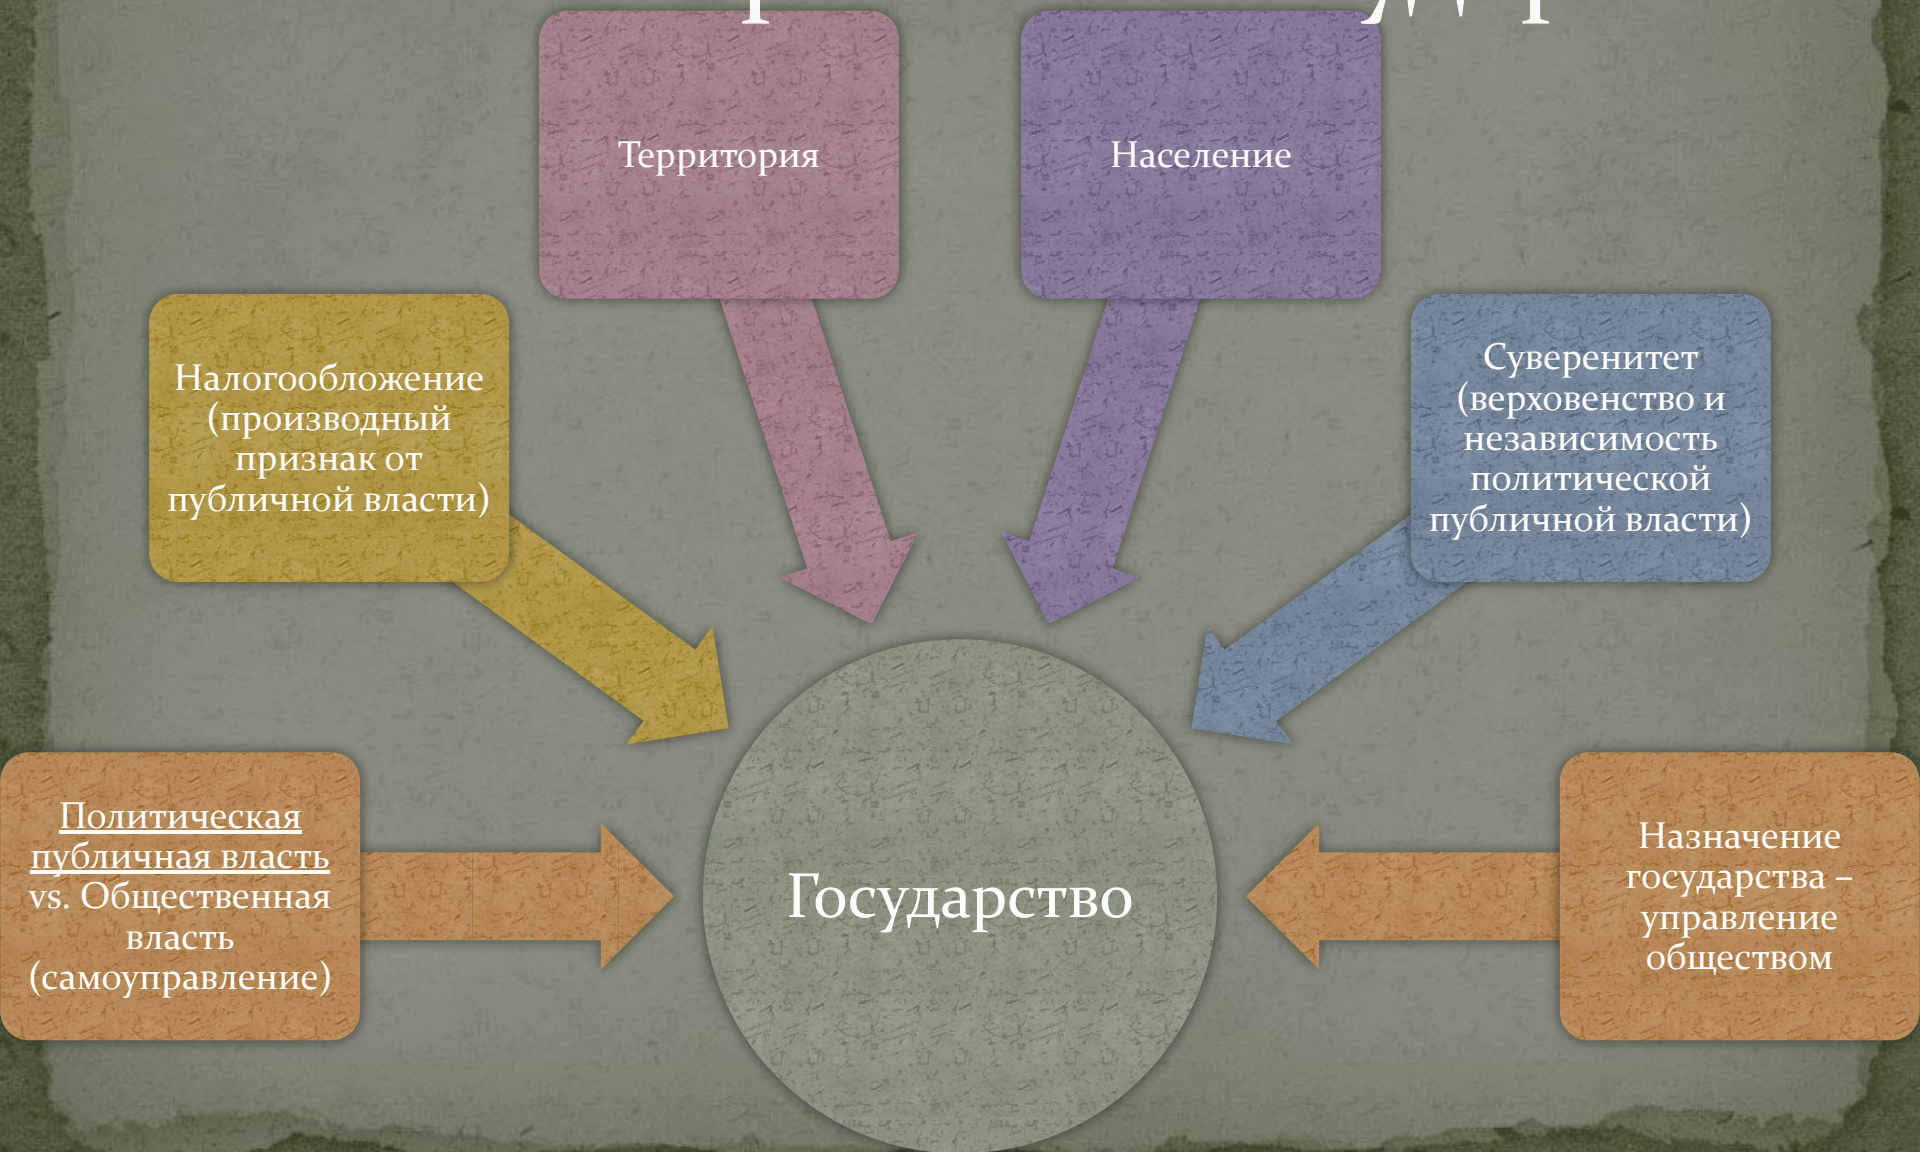 Территория
Население
Налогообложение
(производный
признак от
публичной власти)
Суверенитет
(верховенство и
независимость
политической
публичной власти)
Политическая
публичная власть
vs. Общественная
власть
(самоуправление)
Государство
Назначение
государства –
управление
обществом